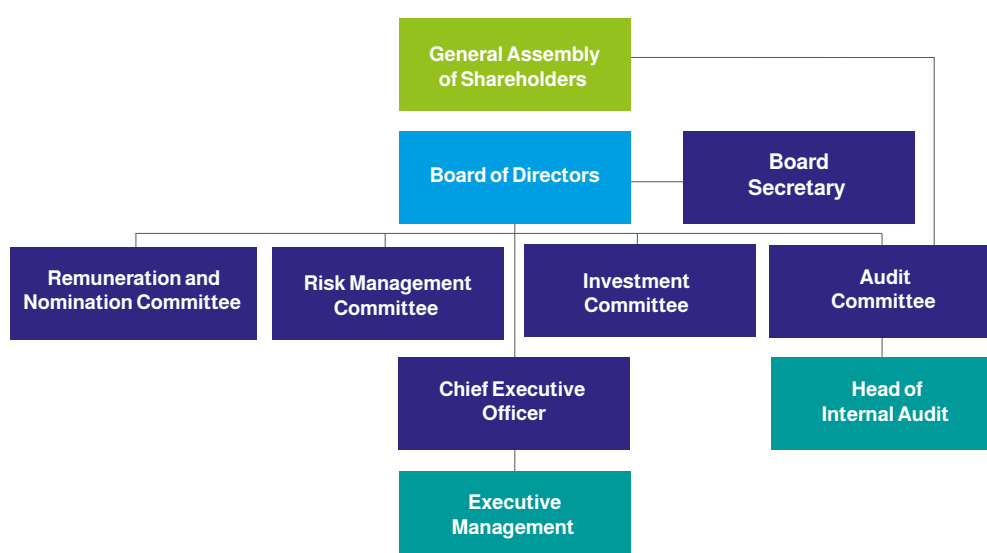 General Assembly
of Shareholders
Board of Directors
Board
Secretary
Remuneration and
Nomination Committee
Risk Management
Committee
Investment
Committee
Audit
Committee
Chief Executive
Officer
Head of
Internal Audit
Executive
Management